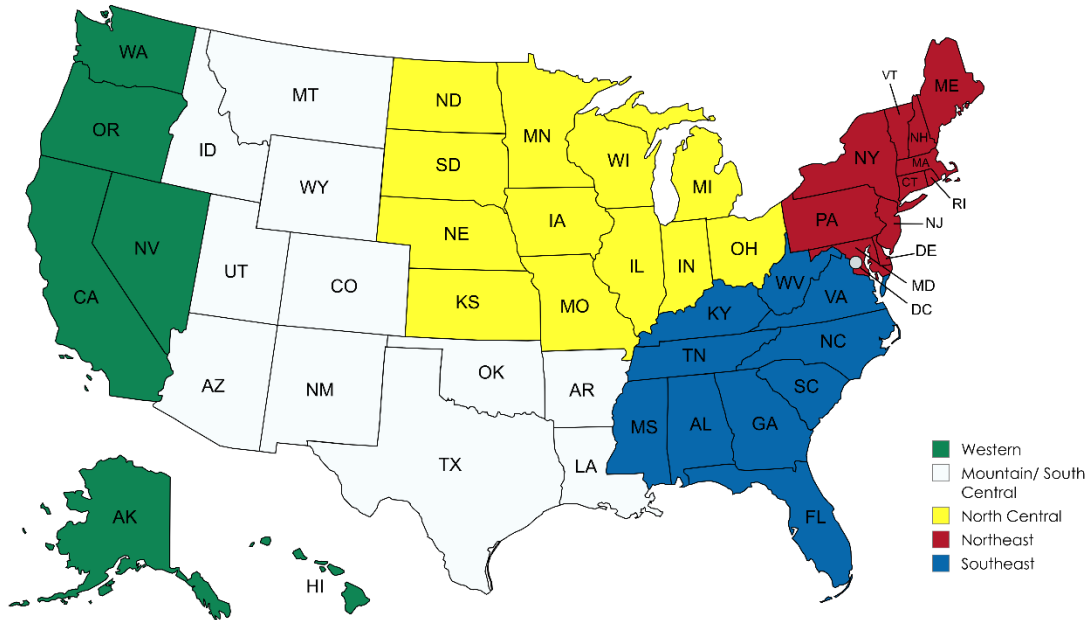 WA
MT
ND
MN
VT
ME
OR
ID
SD
WI
NH
NY
MA
WY
MI
CT
RI
IA
NE
PA
NJ
NV
OH
DE
UT
IL
IN
CO
WV
MD
CA
VA
KS
MO
DC
KY
NC
TN
OK
AZ
NM
AR
SC
MS
AL
GA
TX
LA
Western
Mountain/ South
Central
AK
FL
North Central
Northeast
Southeast
HI